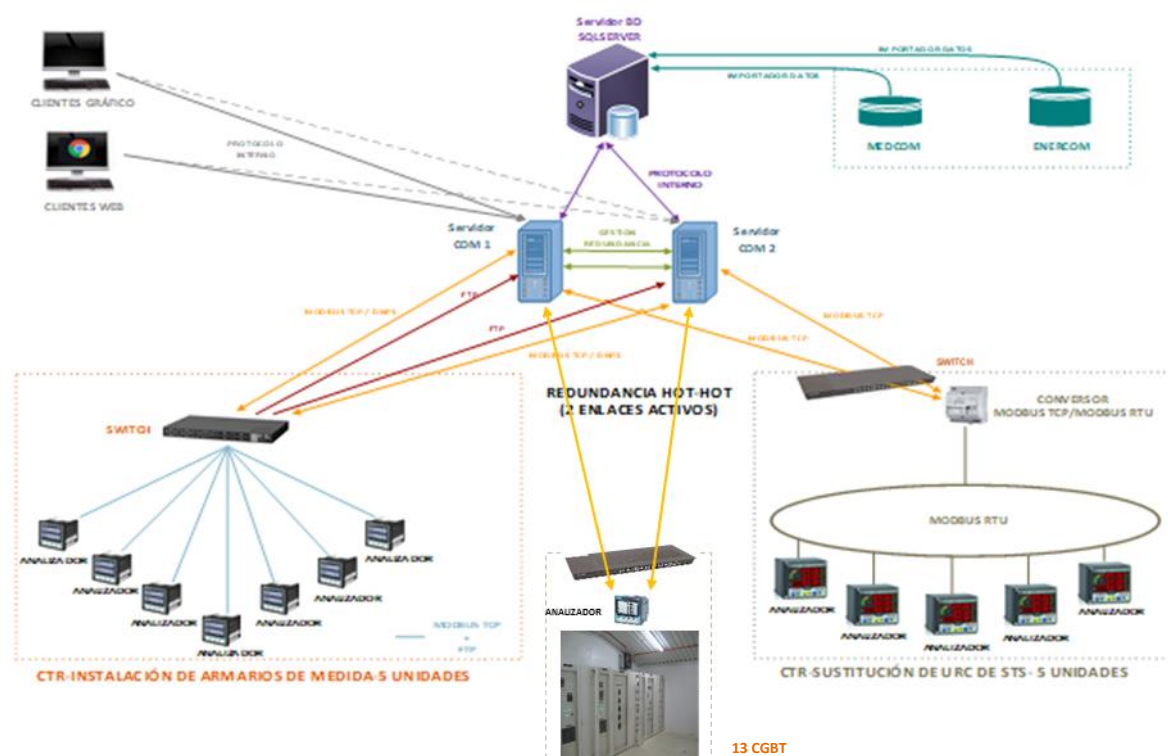 Servidor BD
SQLSERVER
IMPORTADOR DATOS
IMPORTADOR DATOS
CLIENTES GRÁFICO
MEDCOM
ENERCOM
PROTOCOLO
INTERNO
PROTOCOLO
INTERNO
CLIENTES WEB
Servidor
COM 1
GESTION
REDUNDANCIA
Servidor
COM 2
FTP
MODBUS TCP / DNP3
FTP
MODBUS TCP
MODBUS TCP
MODBUS TCP / DNP3
SWITCH
REDUNDANCIA HOT-HOT
(2 ENLACES ACTIVOS)
CONVERSOR
MODBUS TCP/MODBUS RTU
SWITCH
MODBUS RTU
ANALIZADOR
ANALIZADOR
ANALIZADOR
ANALIZADOR
ANALIZADOR
ANALIZADOR
ANALIZADOR
ANALIZADOR
ANALIZADOR
ANALIZADOR
ANALIZADOR
ANALIZADOR
ANALIZADOR
MODBUS TCP
+
FTP
CTR-INSTALACIÓN DE ARMARIOS DE MEDIDA-5 UNIDADES
CTR-SUSTITUCIÓN DE URC DE STS- 5 UNIDADES
13 CGBT